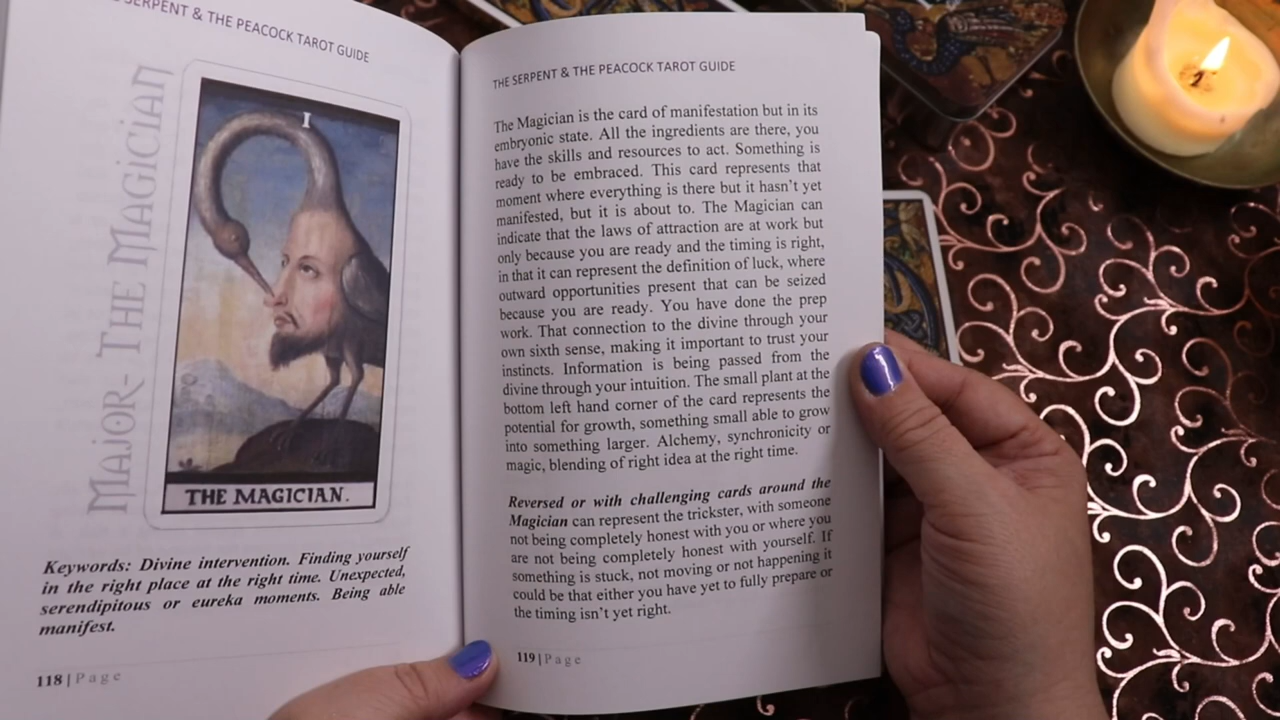 SERPENT & THE PEACOCK TAROT GUIDE
MAJOR- THE MAGICIAN
I
THE MAGICIAN.
Keywords: Divine intervention. Finding yourself
in the right place at the right time. Unexpected,
serendipitous or eureka moments. Being able
manifest.
118 | Page
THE SERPENT & THE PEACOCK TAROT GUIDE
The Magician is the card of manifestation but in its
embryonic state. All the ingredients are there, you
have the skills and resources to act. Something is
ready to be embraced. This card represents that
moment where everything is there but it hasn't yet
manifested, but it is about to. The Magician can
indicate that the laws of attraction are at work but
only because you are ready and the timing is right,
in that it can represent the definition of luck, where
outward opportunities present that can be seized
because you are ready. You have done the prep
work. That connection to the divine through your
own sixth sense, making it important to trust your
instincts. Information is being passed from the
divine through your intuition. The small plant at the
bottom left hand corner of the card represents the
potential for growth, something small able to grow
into something larger. Alchemy, synchronicity or
magic, blending of right idea at the right time.
Reversed or with challenging cards around the
Magician can represent the trickster, with someone
not being completely honest with you or where you
are not being completely honest with yourself. If
something is stuck, not moving or not happening it
could be that either you have yet to fully prepare or
the timing isn't yet right.
119 | Page